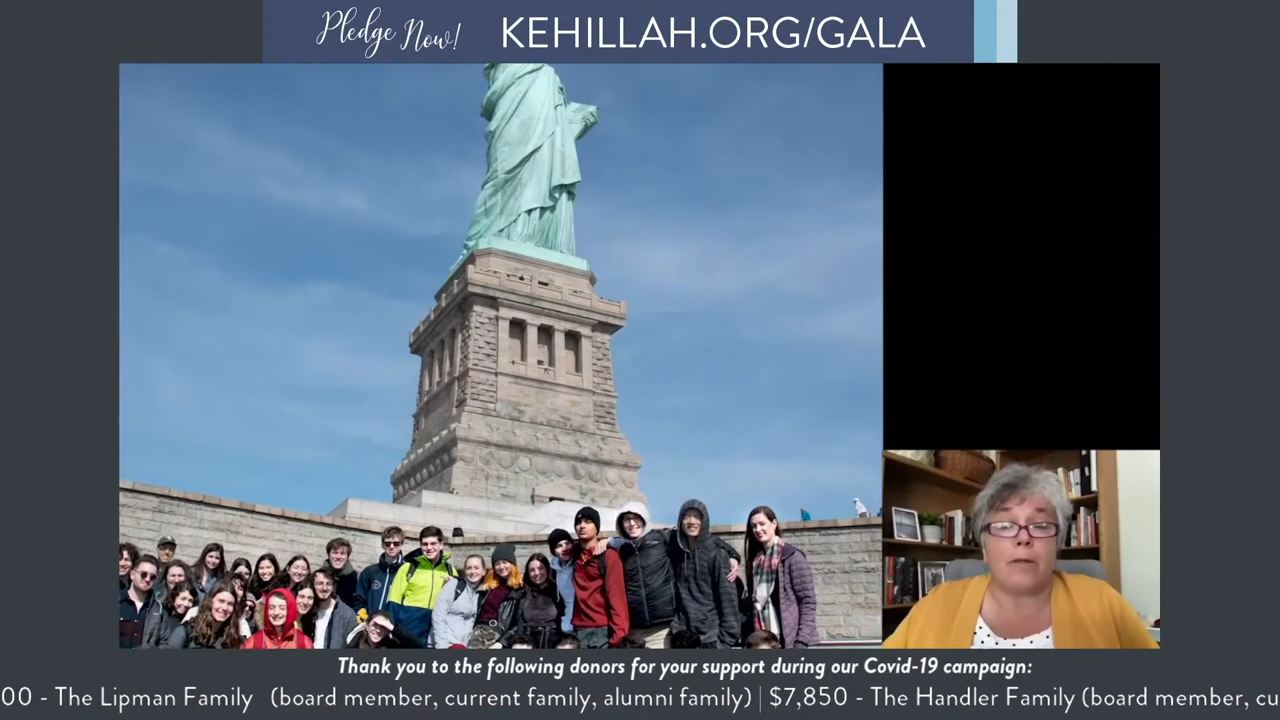 Pledge Now! KEHILLAH.ORG/GALA
Thank you to the following donors for your support during our Covid-19 campaign:
00 - The Lipman Family (board member, current family, alumni family) | $7,850 - The Handler Family (board member, cu